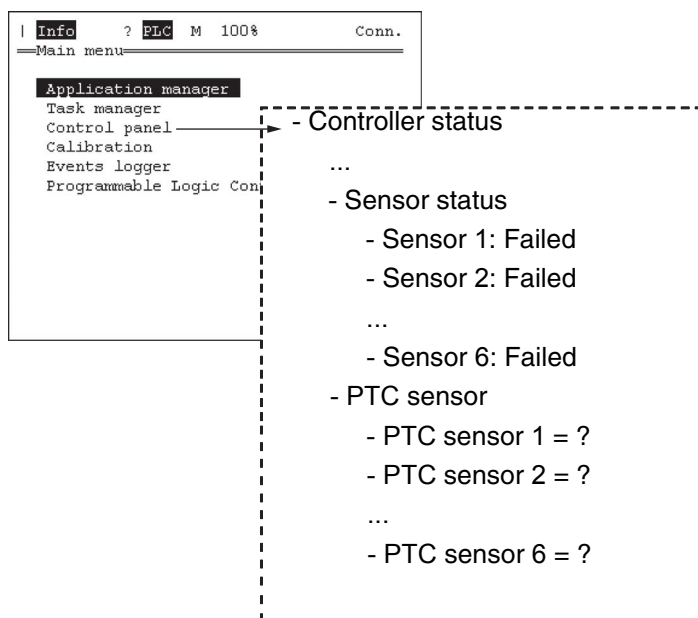 | Info ? PLC M 100% Conn.
Main menu
Application manager
Task manager
Control panel
Calibration
Events logger
Programmable Logic Con
- Controller status
...
- Sensor status
- Sensor 1: Failed
- Sensor 2: Failed
...
- Sensor 6: Failed
- PTC sensor
- PTC sensor 1 = ?
- PTC sensor 2 = ?
...
- PTC sensor 6 = ?